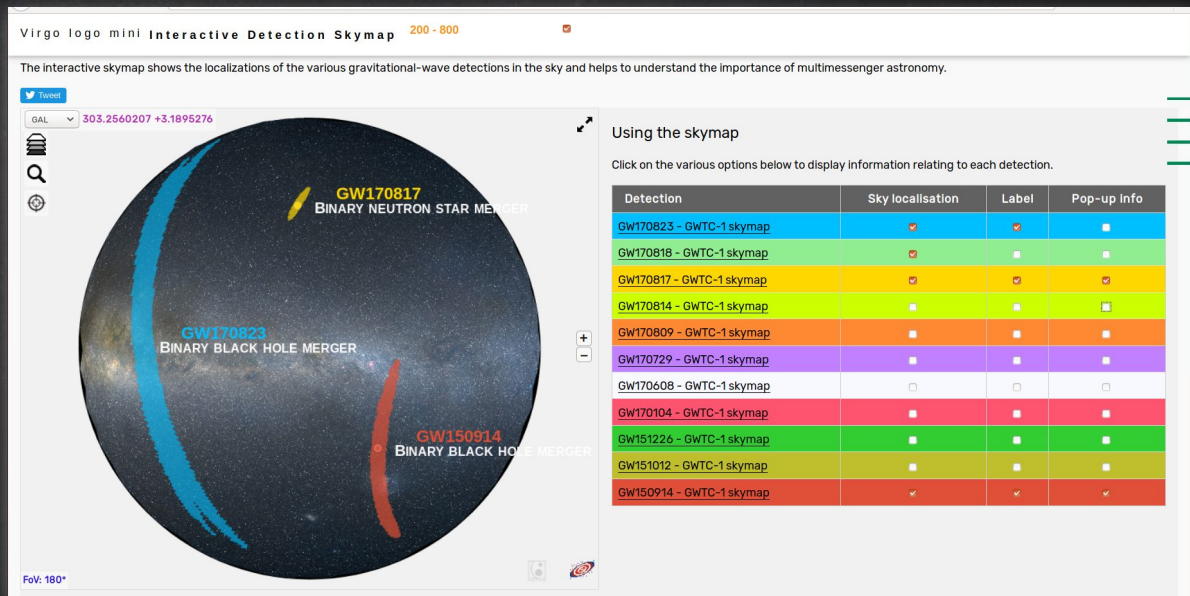 Virgo logo mini Interactive Detection Skymap 200 - 800
The interactive skymap shows the localizations of the various gravitational-wave detections in the sky and helps to understand the importance of multimessenger astronomy.
Tweet
GAL 303.2560207 +3.1895276
GW170817
BINARY NEUTRON STAR MERGER
GW170823
BINARY BLACK HOLE MERGER
GW150914
BINARY BLACK HOLE MERGER
+
−
FoV: 180°
Using the skymap
Click on the various options below to display information relating to each detection.
Detection Sky localisation Label Pop-up info
GW170823 - GWTC-1 skymap
GW170818 - GWTC-1 skymap
GW170817 - GWTC-1 skymap
GW170814 - GWTC-1 skymap
GW170809 - GWTC-1 skymap
GW170729 - GWTC-1 skymap
GW170608 - GWTC-1 skymap
GW170104 - GWTC-1 skymap
GW151226 - GWTC-1 skymap
GW151012 - GWTC-1 skymap
GW150914 - GWTC-1 skymap